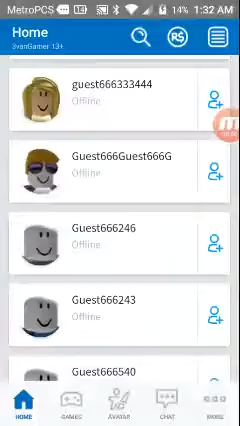 MetroPCS 14% 1:32 AM
Home
3vanGamer 13+
R$
guest666333444
Offline
Guest666Guest666G
Offline
Guest666246
Offline
Guest666243
Offline
Guest666540
HOME GAMES AVATAR CHAT MORE